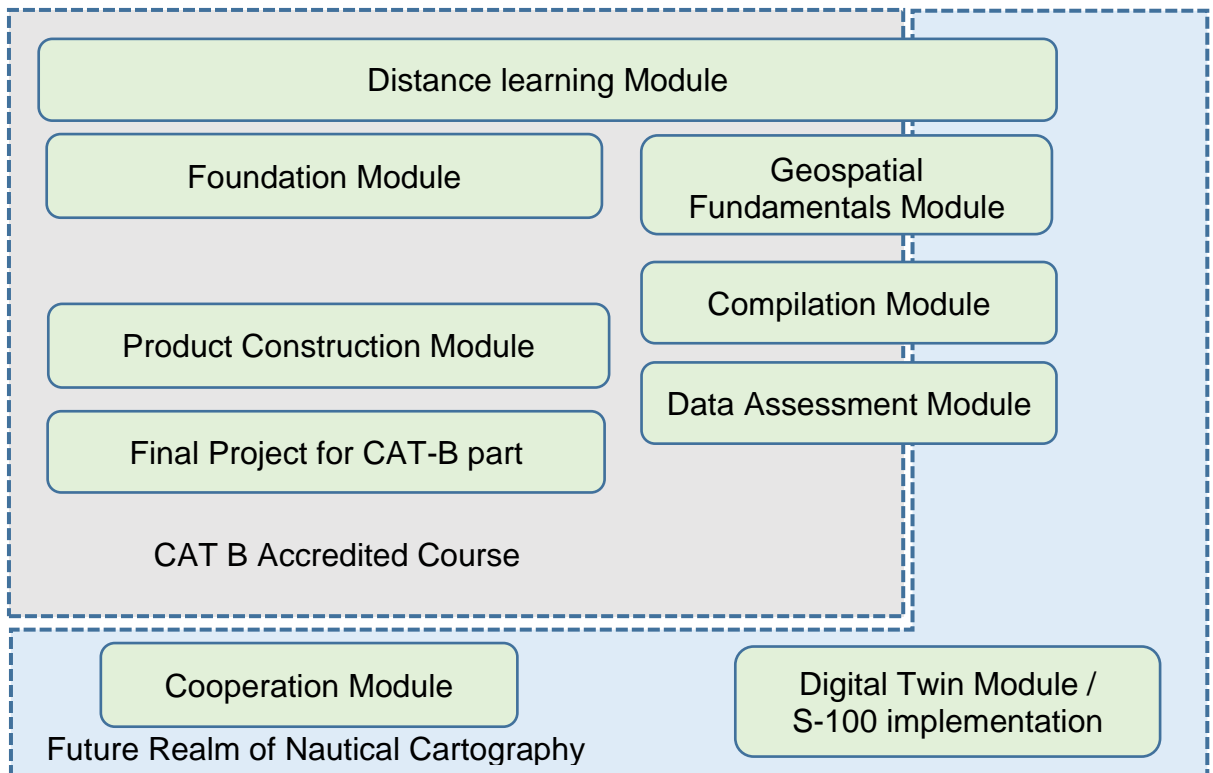 Distance learning Module
Foundation Module
Geospatial
Fundamentals Module
Compilation Module
Product Construction Module
Data Assessment Module
Final Project for CAT-B part
CAT B Accredited Course
Cooperation Module
Digital Twin Module /
S-100 implementation
Future Realm of Nautical Cartography